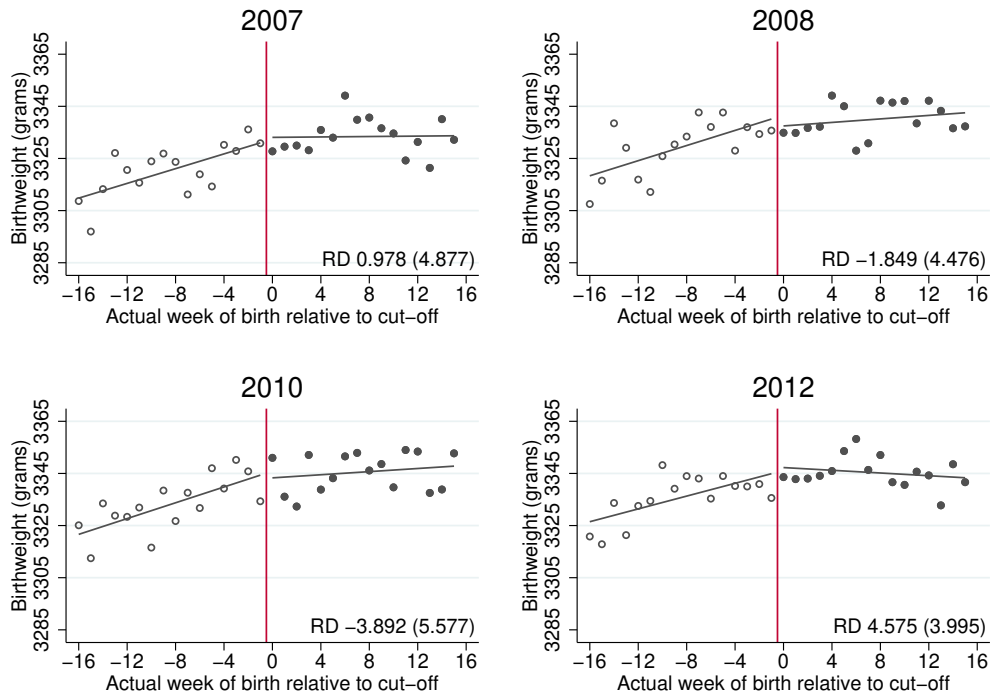 2007
Birthweight (grams)
3285 3305 3325 3345 3365
RD 0.978 (4.877)
−16 −12 −8 −4 0 4 8 12 16
Actual week of birth relative to cut−off
2008
Birthweight (grams)
3285 3305 3325 3345 3365
RD −1.849 (4.476)
−16 −12 −8 −4 0 4 8 12 16
Actual week of birth relative to cut−off
2010
Birthweight (grams)
3285 3305 3325 3345 3365
RD −3.892 (5.577)
−16 −12 −8 −4 0 4 8 12 16
Actual week of birth relative to cut−off
2012
Birthweight (grams)
3285 3305 3325 3345 3365
RD 4.575 (3.995)
−16 −12 −8 −4 0 4 8 12 16
Actual week of birth relative to cut−off